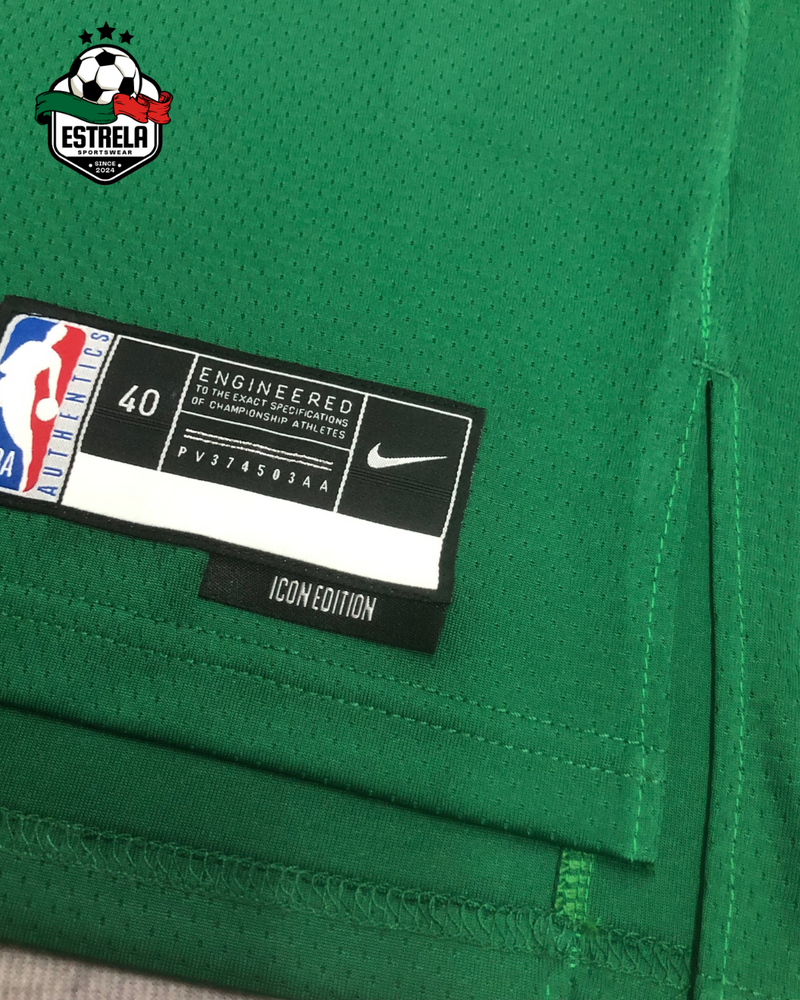 ESTRELA
SPORTSWEAR
SINCE
2024
AUTHENTICS
40
ENGINEERED
TO THE EXACT SPECIFICATIONS
OF CHAMPIONSHIP ATHLETES
PV374503AA
ICON EDITION